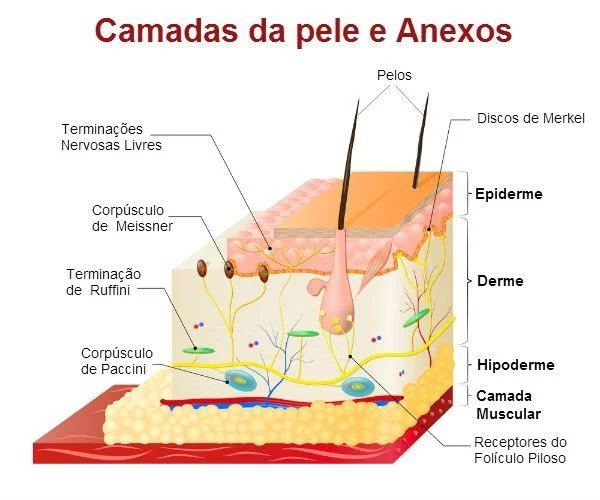 Camadas da pele e Anexos
Pelos
Discos de Merkel
Terminações
Nervosas Livres
Epiderme
Corpúsculo
de Meissner
Terminação
de Ruffini
Derme
Corpúsculo
de Paccini
Hipoderme
Camada
Muscular
Receptores do
Folículo Piloso